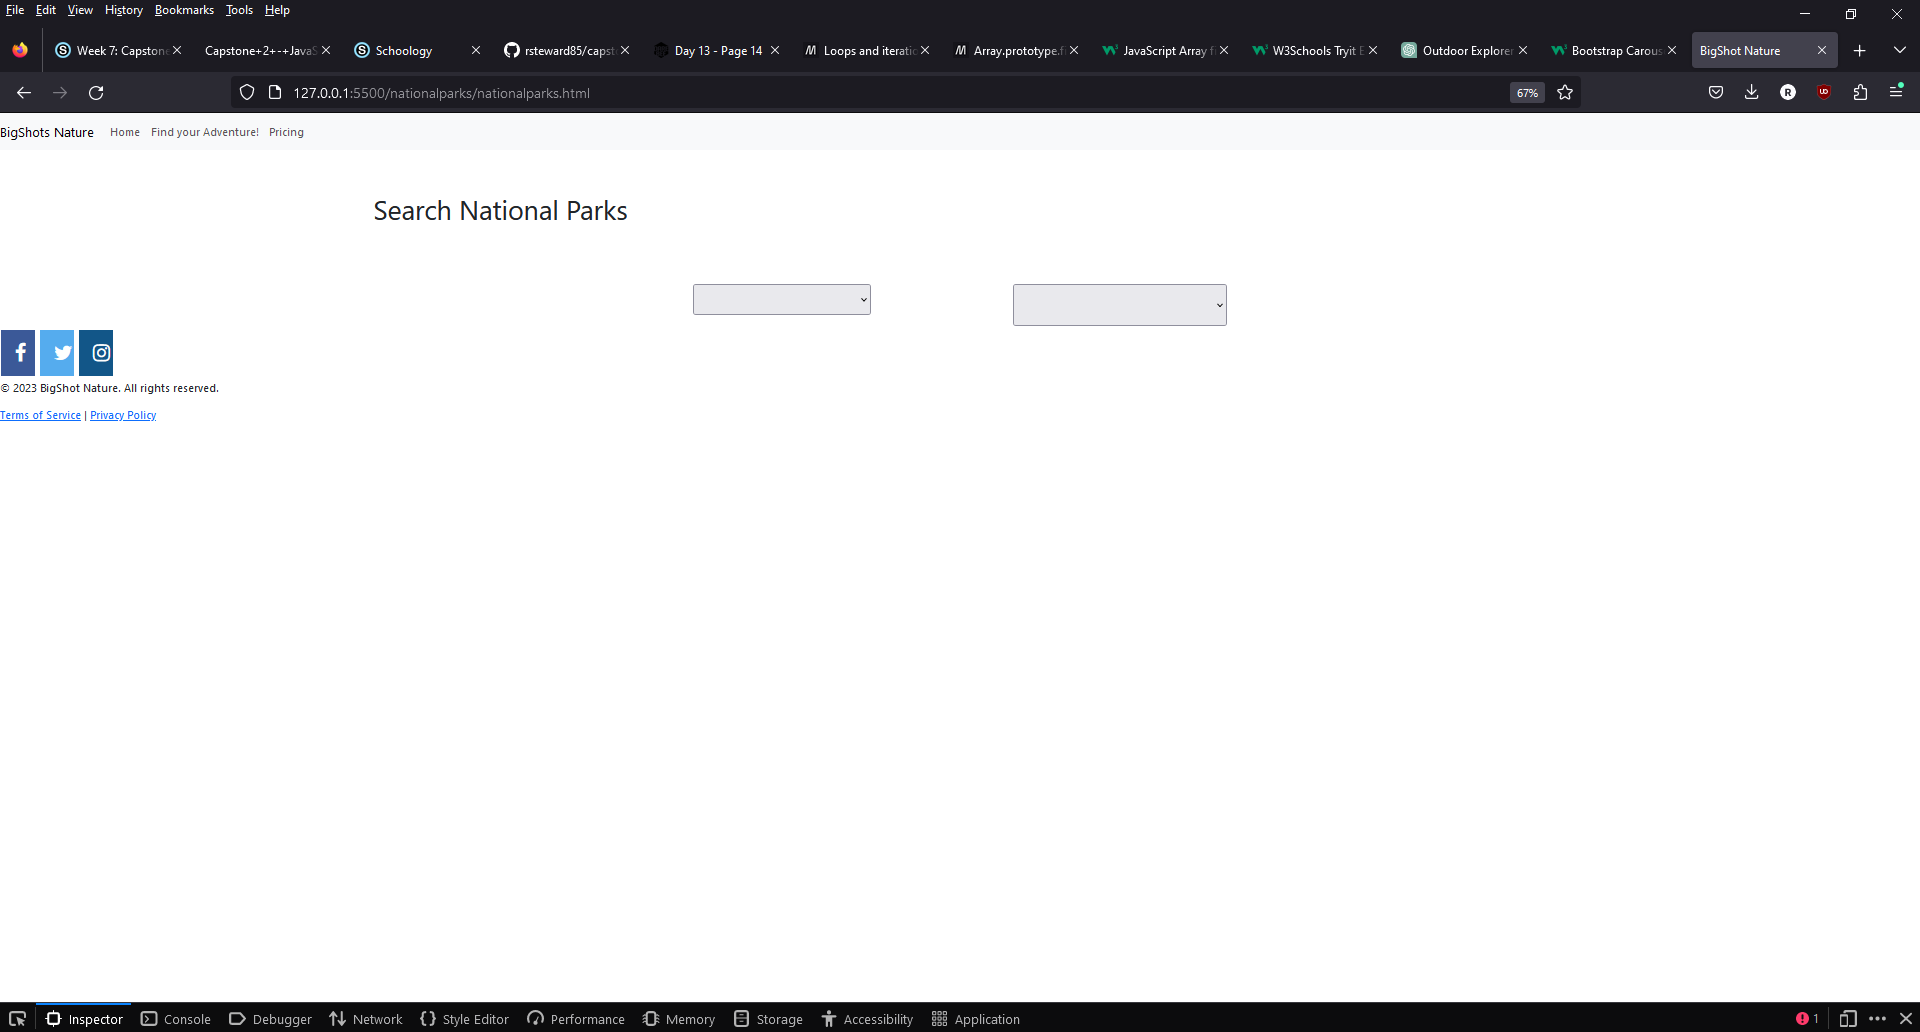 File Edit View History Bookmarks Tools Help
Week 7: Capstone Capstone+2+-+JavaS Schoology rsteward85/capst Day 13 - Page 14 Loops and iteratio Array.prototype.fi JavaScript Array fi W3Schools Tryit E Outdoor Explorer Bootstrap Carous BigShot Nature
127.0.0.1:5500/nationalparks/nationalparks.html 67% R
BigShots Nature Home Find your Adventure! Pricing
Search National Parks
© 2023 BigShot Nature. All rights reserved.
Terms of Service | Privacy Policy
Inspector Console Debugger Network Style Editor Performance Memory Storage Accessibility Application 1